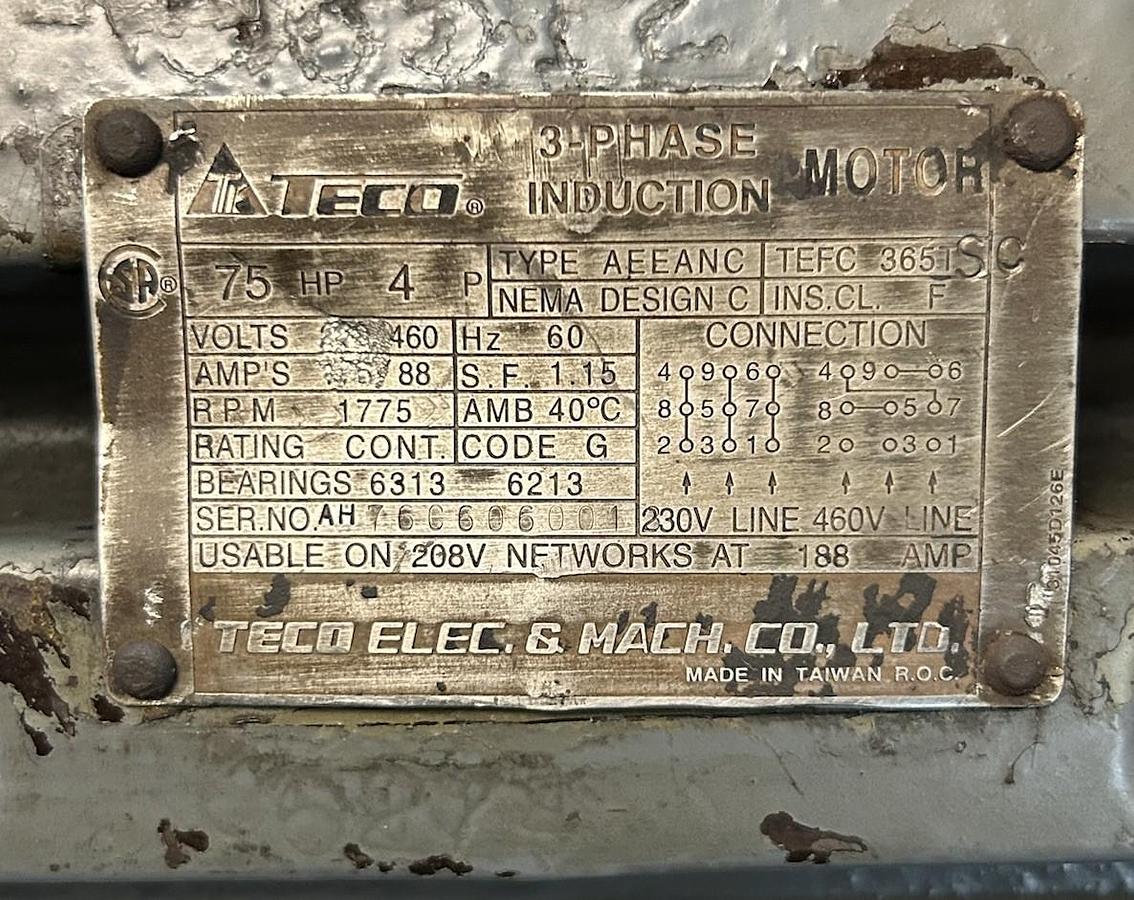 TECO® 3-PHASE INDUCTION MOTOR
75 HP 4 P TYPE AEEANC TEFC 365TSC
NEMA DESIGN C INS.CL. F
VOLTS 460 Hz 60 CONNECTION
AMP'S 88 S.F. 1.15 4 9 6 4 9 6
RPM 1775 AMB 40°C 8 5 7 8 5 7
RATING CONT. CODE G 2 3 1 2 3 1
BEARINGS 6313 6213
SER.NO. AH 76C606001 230V LINE 460V LINE
USABLE ON 208V NETWORKS AT 188 AMP
TECO ELEC. & MACH. CO., LTD.
MADE IN TAIWAN R.O.C.